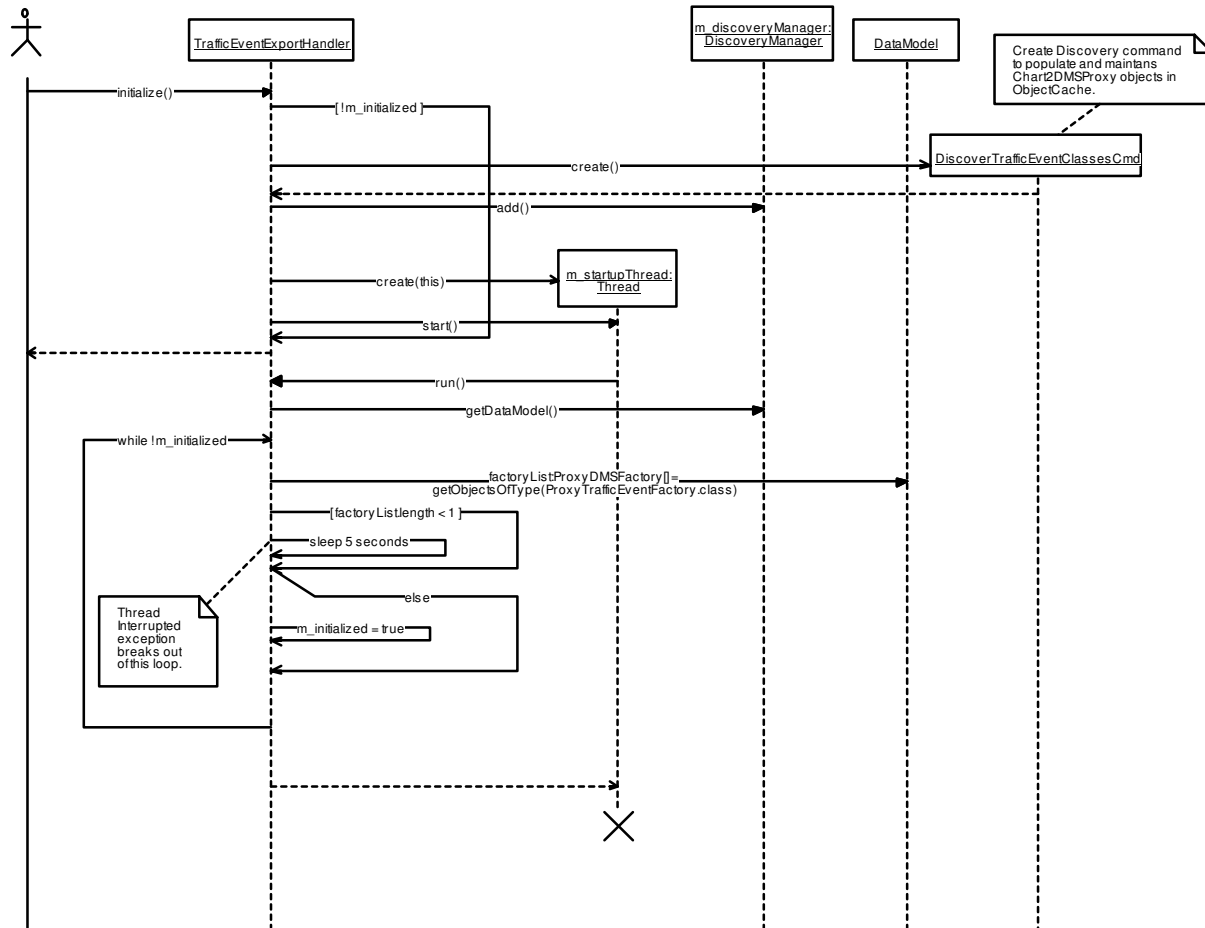 TrafficEventExportHandler
m_discoveryManager:
DiscoveryManager
DataModel
Create Discovery command
to populate and maintans
Chart2DMSProxy objects in
ObjectCache.
initialize()
[ !m_initialized ]
DiscoverTrafficEventClassesCmd
create()
add()
m_startupThread:
Thread
create(this)
start()
run()
getDataModel()
while !m_initialized
factoryList:ProxyDMSFactory[]=
getObjectsOfType(ProxyTrafficEventFactory.class)
[factoryList.length < 1 ]
sleep 5 seconds
else
Thread
Interrupted
exception
breaks out
of this loop.
m_initialized = true